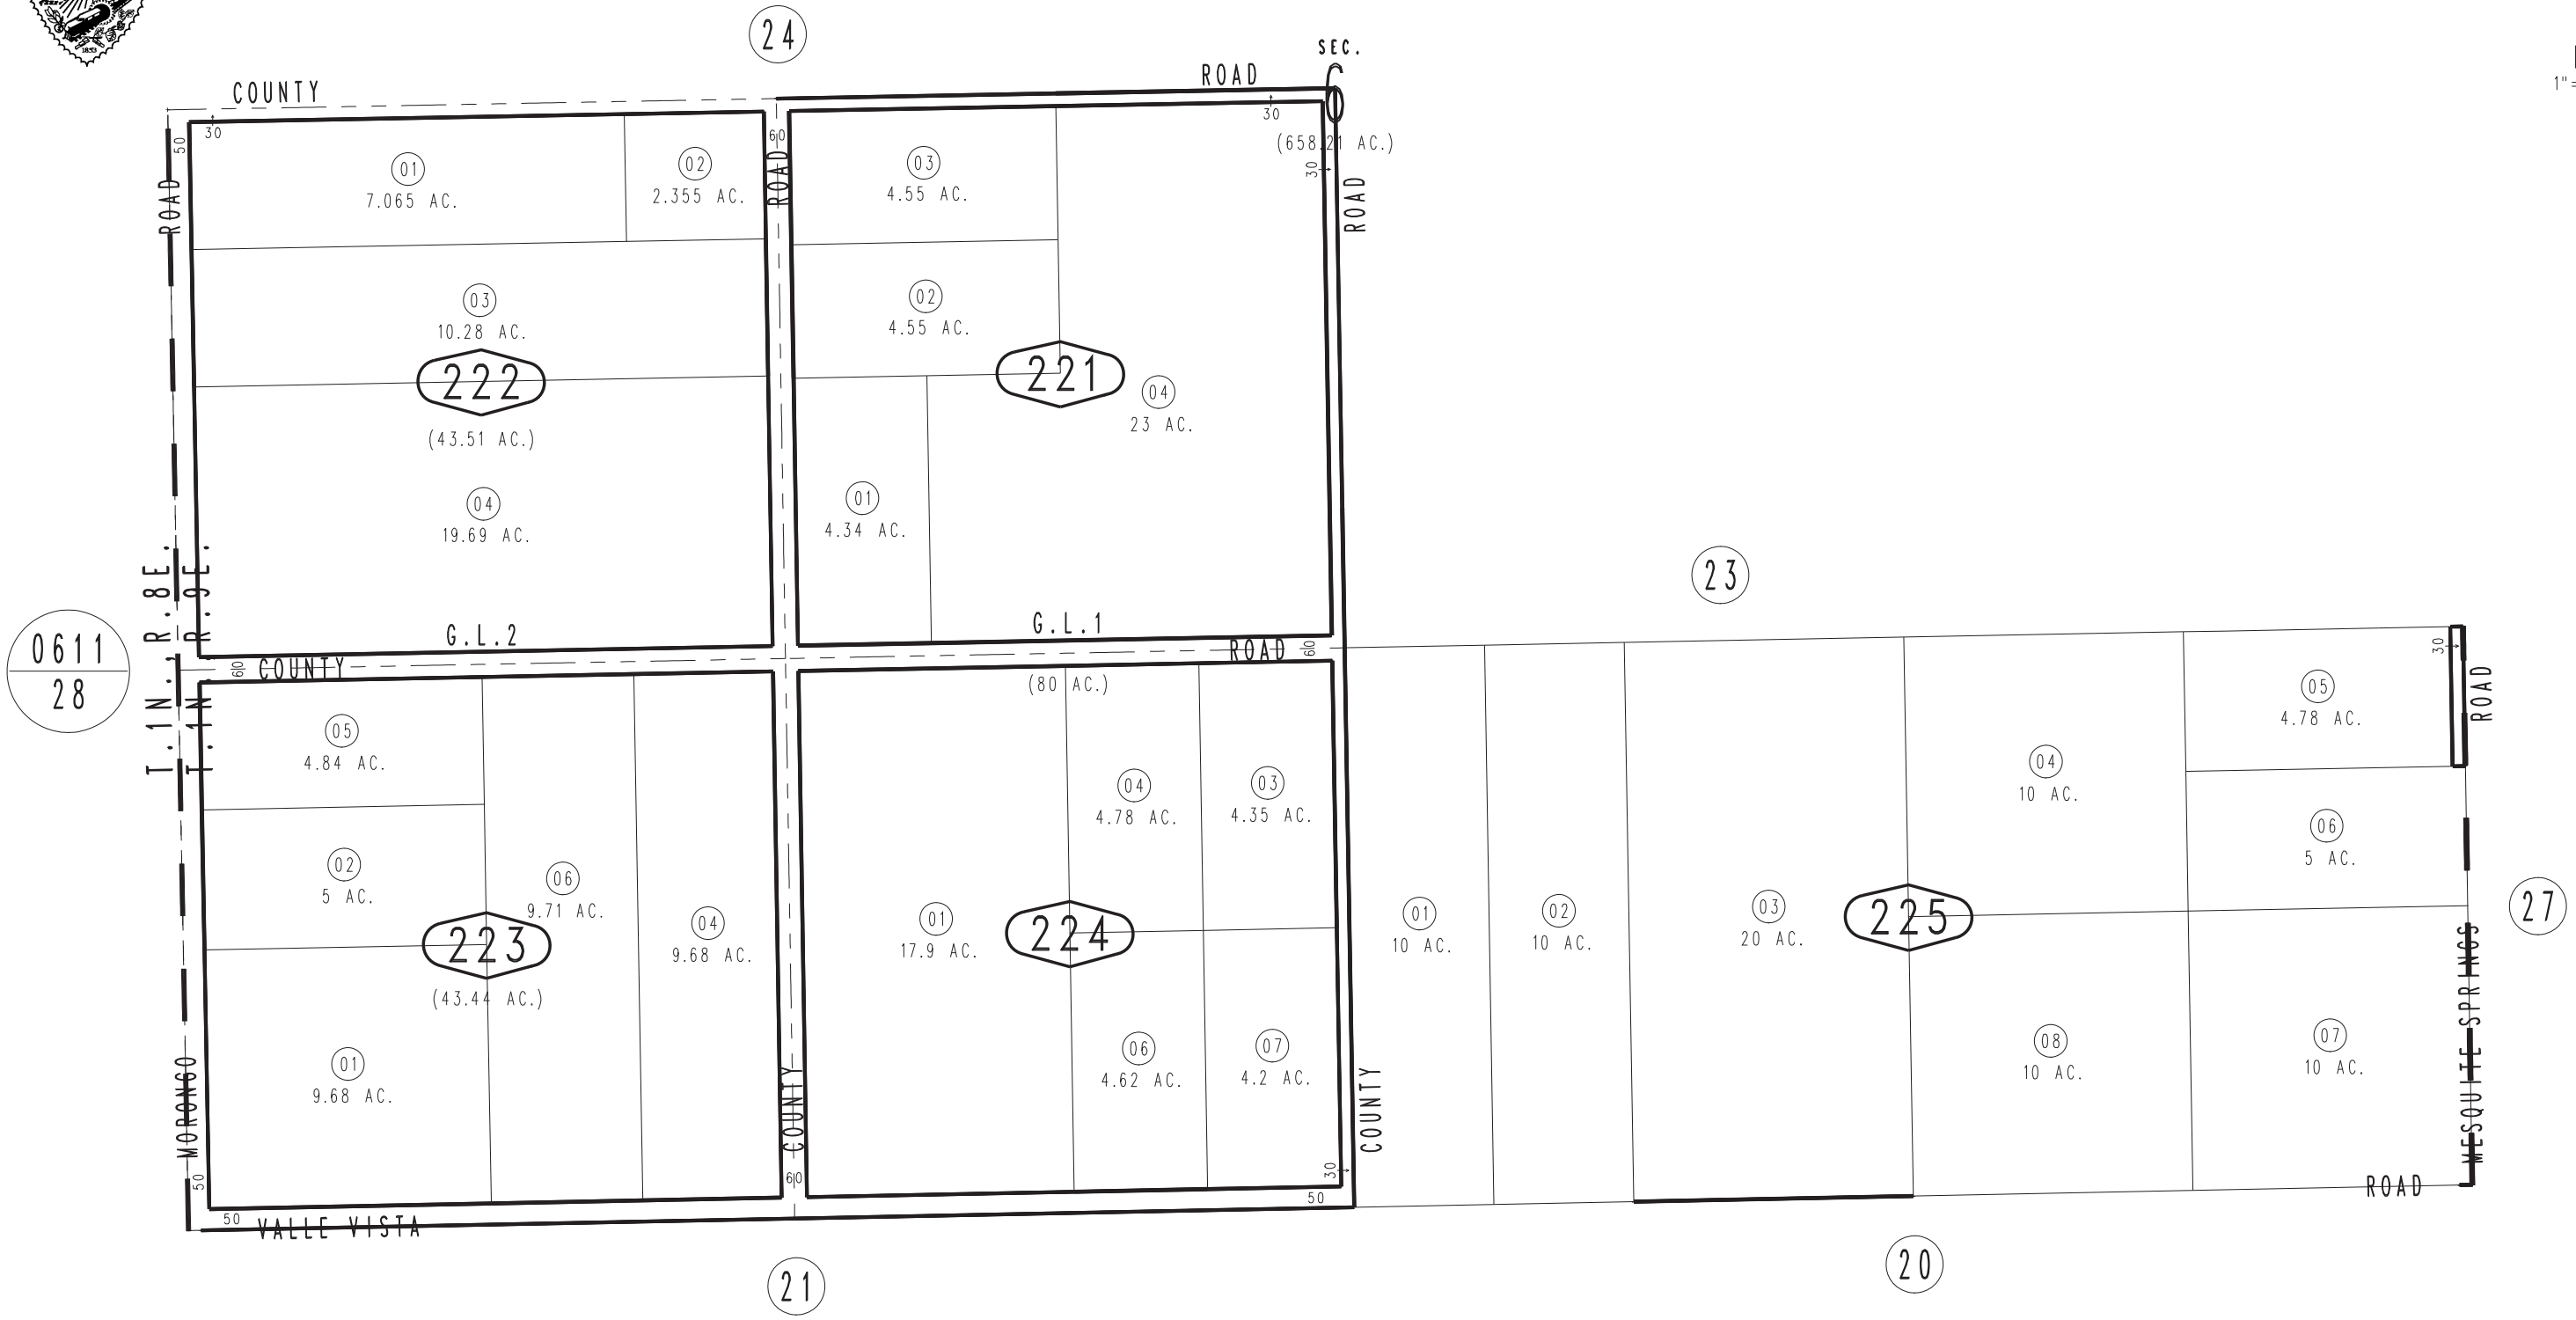 1853
24
SEC.
6
1"=
COUNTY
ROAD
30
30
50
60
(658.21 AC.)
30
ROAD
ROAD
ROAD
01
7.065 AC.
02
2.355 AC.
03
4.55 AC.
03
10.28 AC.
02
4.55 AC.
222
221
(43.51 AC.)
04
23 AC.
04
19.69 AC.
01
4.34 AC.
T.1N., R.8E.
T.1N., R.9E.
0611
28
G.L.2
G.L.1
23
60
COUNTY
ROAD
60
(80 AC.)
30
ROAD
05
4.84 AC.
04
4.78 AC.
03
4.35 AC.
04
10 AC.
05
4.78 AC.
02
5 AC.
06
9.71 AC.
04
9.68 AC.
01
17.9 AC.
01
10 AC.
02
10 AC.
03
20 AC.
06
5 AC.
223
224
225
27
(43.44 AC.)
01
9.68 AC.
06
4.62 AC.
07
4.2 AC.
08
10 AC.
07
10 AC.
MORONGO
COUNTY
COUNTY
MESQUITE SPRINGS
50
60
30
50
50
VALLE VISTA
ROAD
21
20